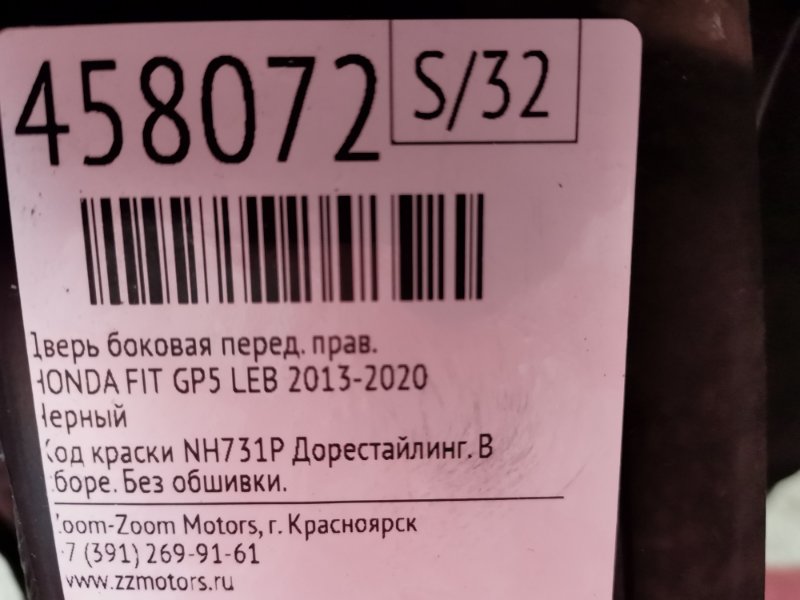 458072
S/32
Дверь боковая перед. прав.
HONDA FIT GP5 LEB 2013-2020
Черный
Код краски NH731P Дорестайлинг. В
сборе. Без обшивки.
Zoom-Zoom Motors, г. Красноярск
+7 (391) 269-91-61
www.zzmotors.ru